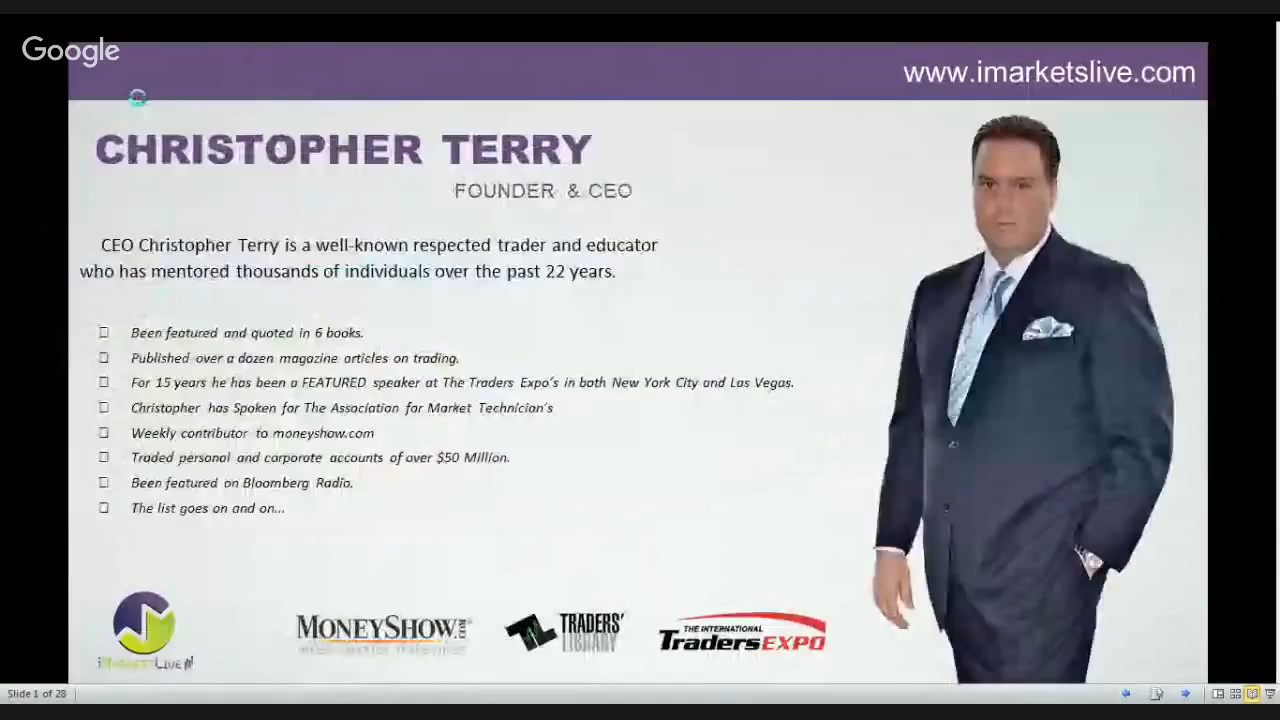 Google
www.imarketslive.com
CHRISTOPHER TERRY
FOUNDER & CEO
CEO Christopher Terry is a well-known respected trader and educator
who has mentored thousands of individuals over the past 22 years.
Been featured and quoted in 6 books.
Published over a dozen magazine articles on trading.
For 15 years he has been a FEATURED speaker at The Traders Expo's in both New York City and Las Vegas.
Christopher has Spoken for The Association for Market Technician's
Weekly contributor to moneyshow.com
Traded personal and corporate accounts of over $50 Million.
Been featured on Bloomberg Radio.
The list goes on and on...
iMarketsLive
MONEYSHOW.COM
TRADERS'
LIBRARY
THE INTERNATIONAL
TradersEXPO
Slide 1 of 28